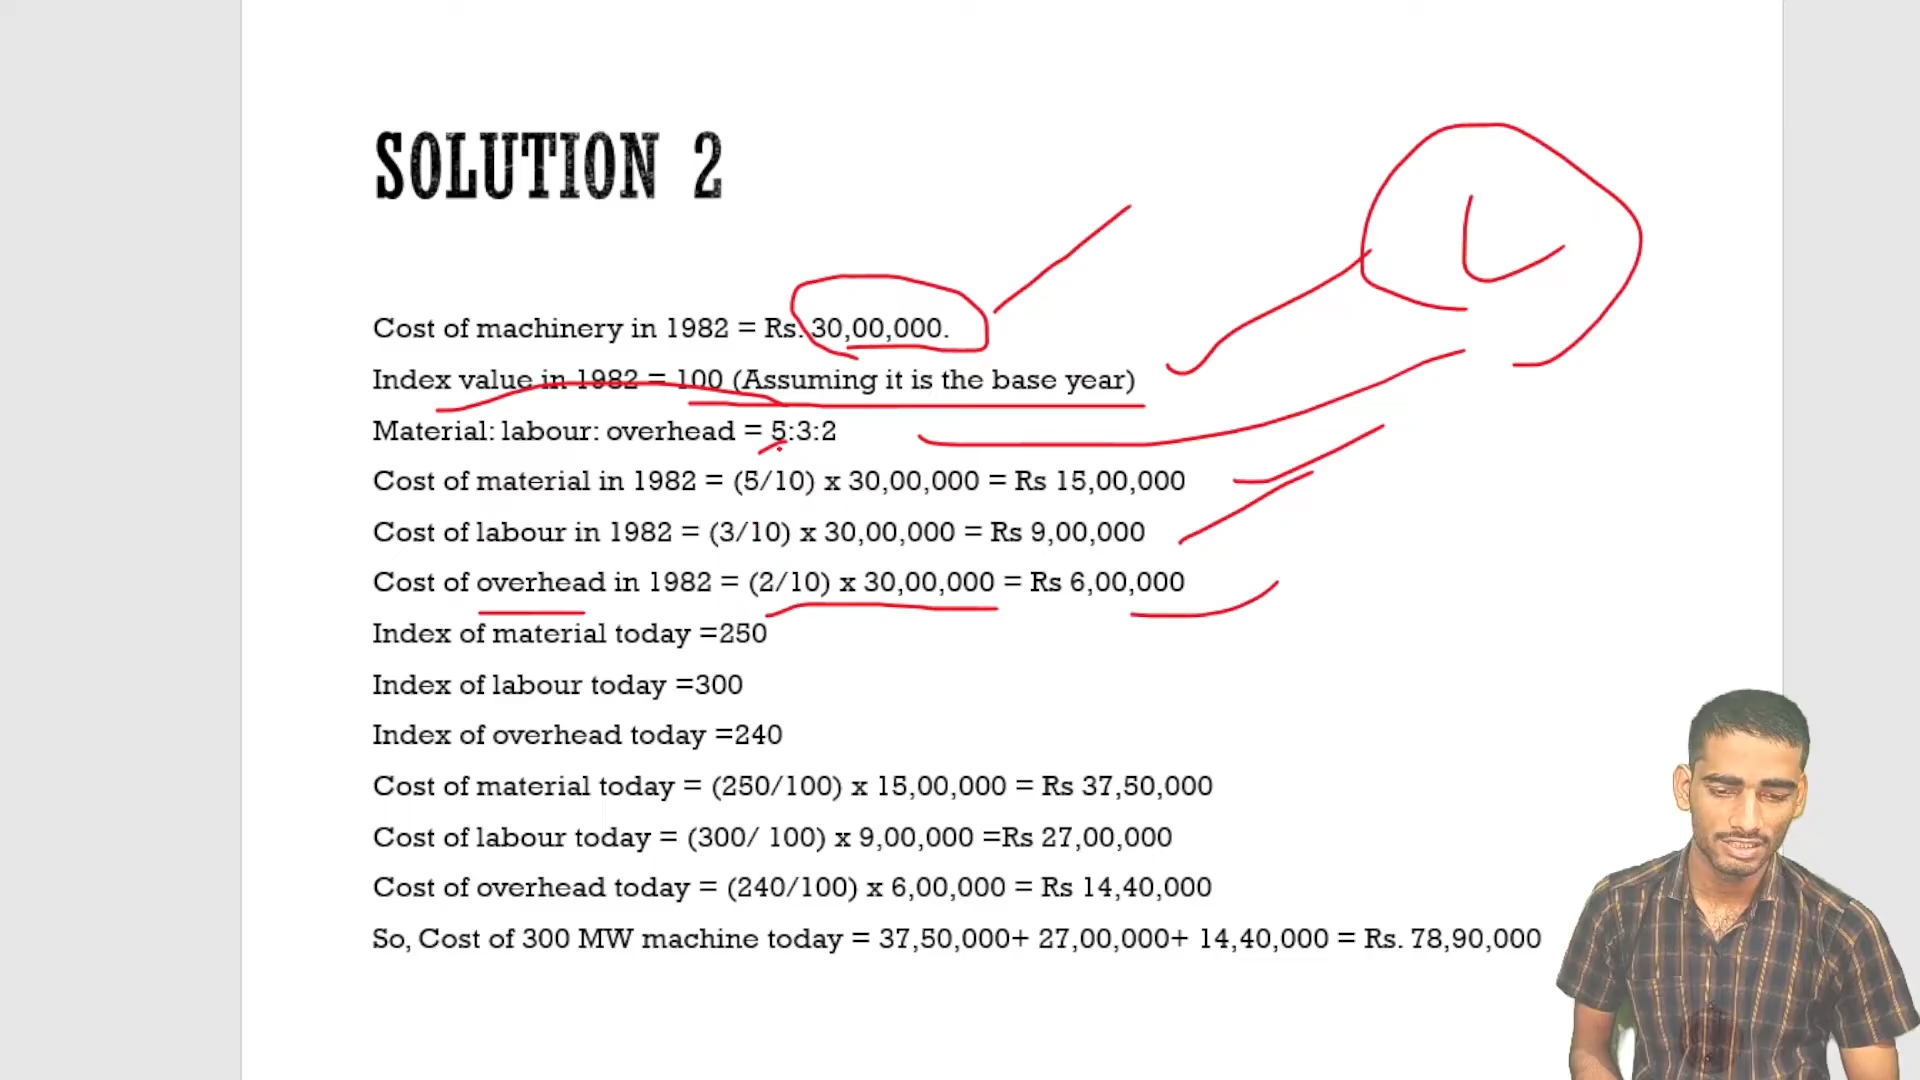 SOLUTION 2
Cost of machinery in 1982 = Rs. 30,00,000.
Index value in 1982 = 100 (Assuming it is the base year)
Material: labour: overhead = 5:3:2
Cost of material in 1982 = (5/10) x 30,00,000 = Rs 15,00,000
Cost of labour in 1982 = (3/10) x 30,00,000 = Rs 9,00,000
Cost of overhead in 1982 = (2/10) x 30,00,000 = Rs 6,00,000
Index of material today =250
Index of labour today =300
Index of overhead today =240
Cost of material today = (250/100) x 15,00,000 = Rs 37,50,000
Cost of labour today = (300/ 100) x 9,00,000 =Rs 27,00,000
Cost of overhead today = (240/100) x 6,00,000 = Rs 14,40,000
So, Cost of 300 MW machine today = 37,50,000+ 27,00,000+ 14,40,000 = Rs. 78,90,000